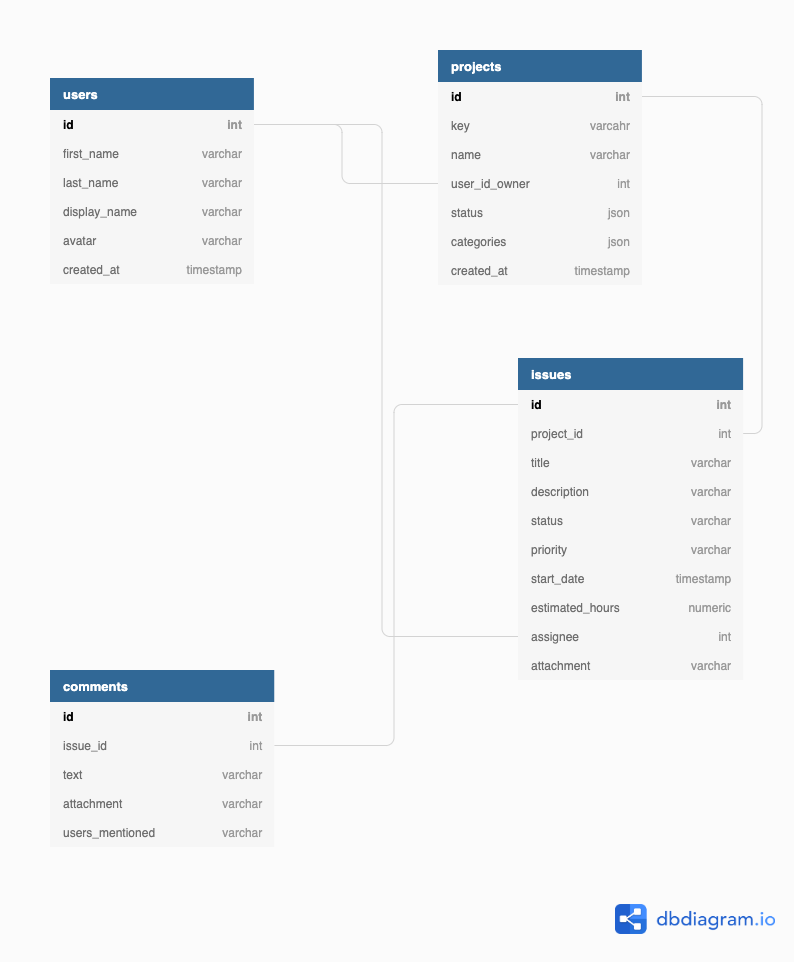 users
id int
first_name varchar
last_name varchar
display_name varchar
avatar varchar
created_at timestamp
projects
id int
key varcahr
name varchar
user_id_owner int
status json
categories json
created_at timestamp
issues
id int
project_id int
title varchar
description varchar
status varchar
priority varchar
start_date timestamp
estimated_hours numeric
assignee int
attachment varchar
comments
id int
issue_id int
text varchar
attachment varchar
users_mentioned varchar
dbdiagram.io